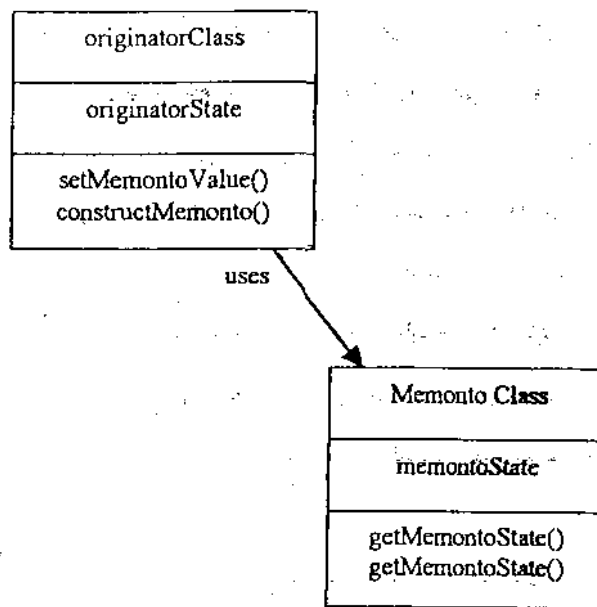 originatorClass
originatorState
setMemontoValue()
constructMemonto()
uses
Memonto Class
memontoState
getMemontoState()
getMemontoState()